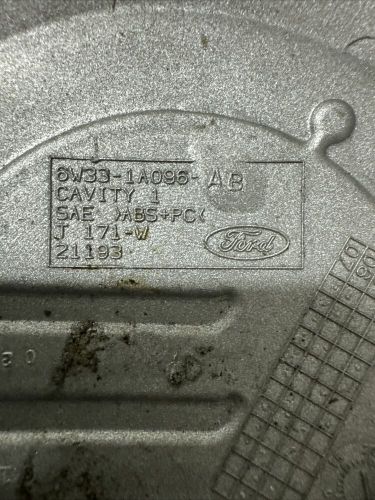 6W33-1A096-AB
CAVITY 1
SAE >ABS+PC<
J 171-W
21193
Ford